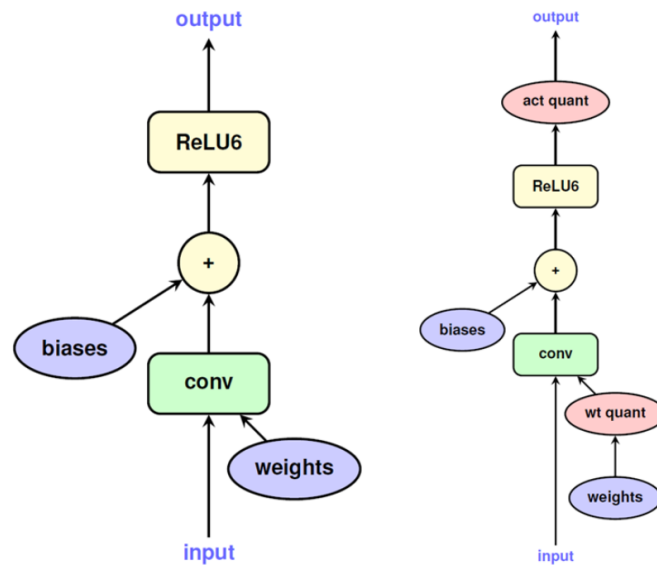 output
ReLU6
+
biases
conv
weights
input
output
act quant
ReLU6
+
biases
conv
wt quant
weights
input